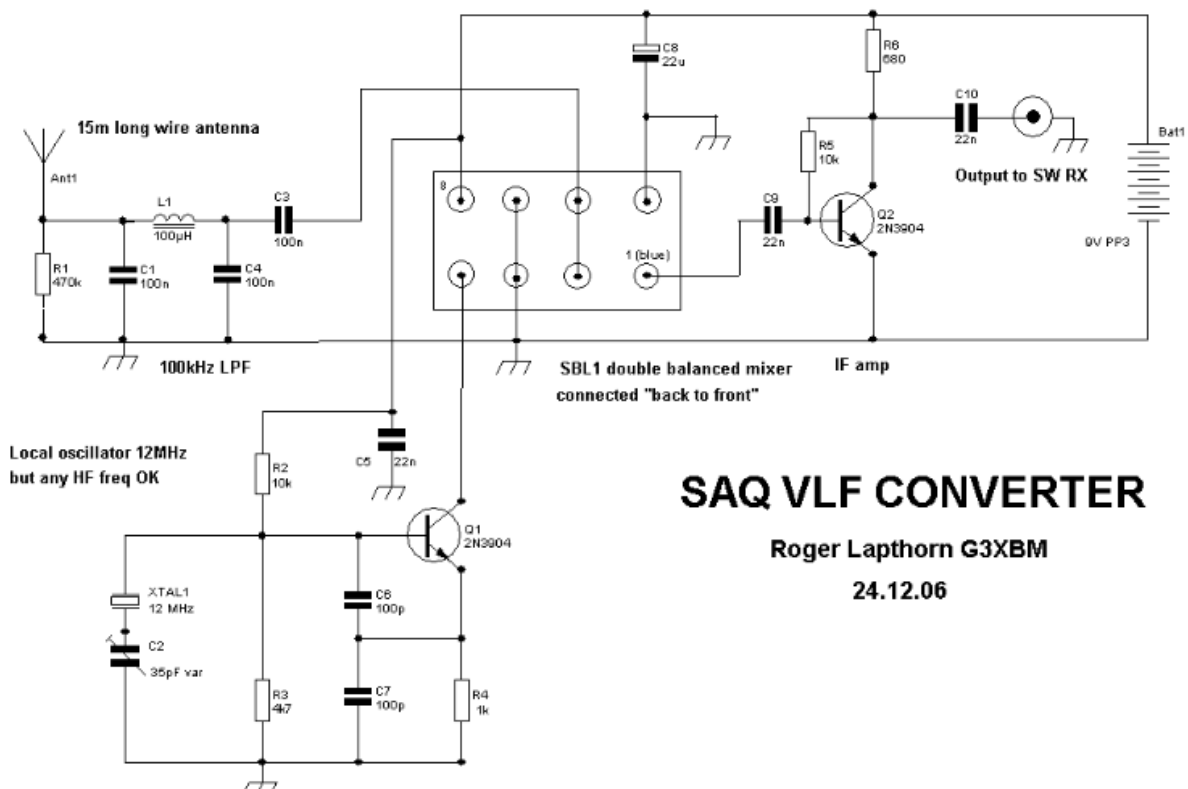 C8
22u
R6
680
C10
22n
15m long wire antenna
Ant1
R5
10k
Bat1
Output to SW RX
8
L1
100µH
C3
100n
C9
22n
Q2
2N3904
1 (blue)
9V PP3
R1
470k
C1
100n
C4
100n
100kHz LPF
SBL1 double balanced mixer
connected "back to front"
IF amp
Local oscillator 12MHz
but any HF freq OK
R2
10k
C5
22n
Q1
2N3904
SAQ VLF CONVERTER
Roger Lapthorn G3XBM
24.12.06
XTAL1
12 MHz
C2
35pF var
C6
100p
R3
4k7
C7
100p
R4
1k